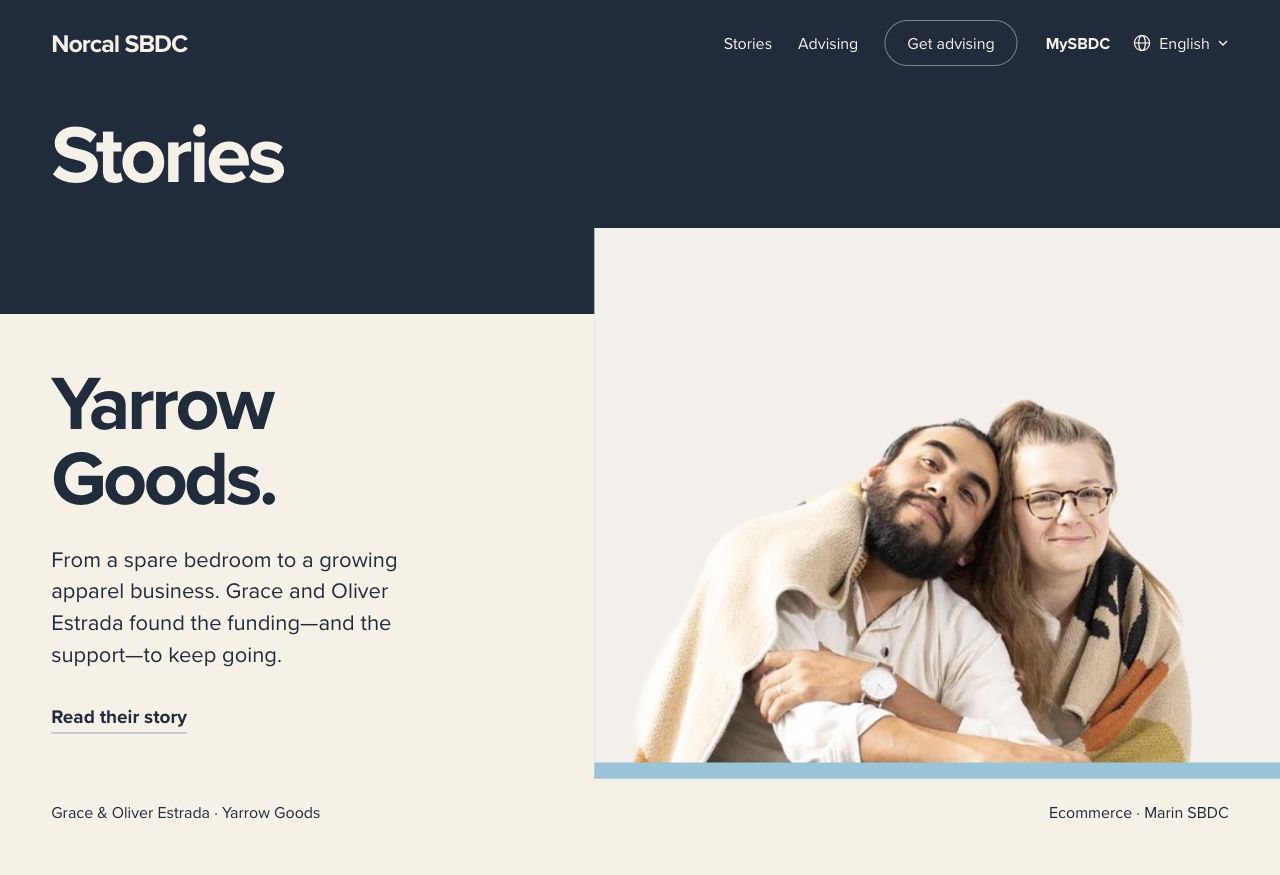 Norcal SBDC
Stories
Advising
Get advising
MySBDC
English
Stories
Yarrow
Goods.
From a spare bedroom to a growing
apparel business. Grace and Oliver
Estrada found the funding—and the
support—to keep going.
Read their story
Grace & Oliver Estrada · Yarrow Goods
Ecommerce · Marin SBDC